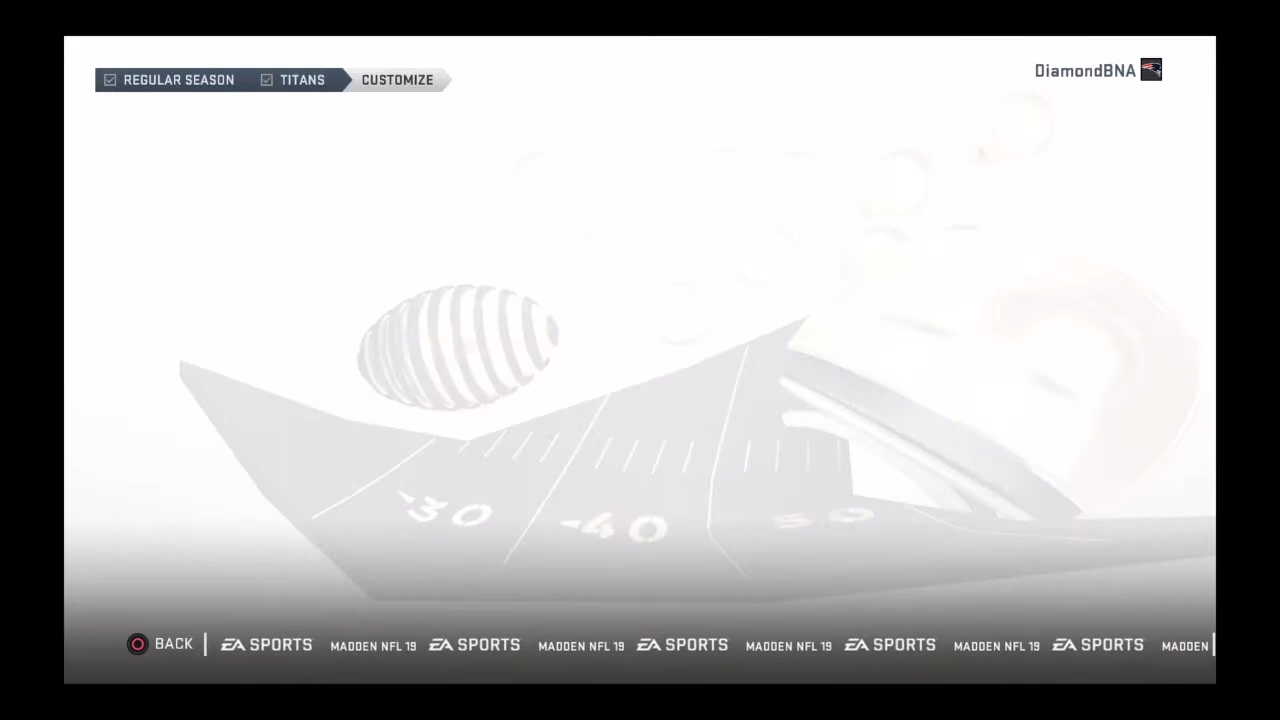 REGULAR SEASON TITANS CUSTOMIZE
DiamondBNA
-30 -40 50
BACK EA SPORTS MADDEN NFL 19 EA SPORTS MADDEN NFL 19 EA SPORTS MADDEN NFL 19 EA SPORTS MADDEN NFL 19 EA SPORTS MADDEN